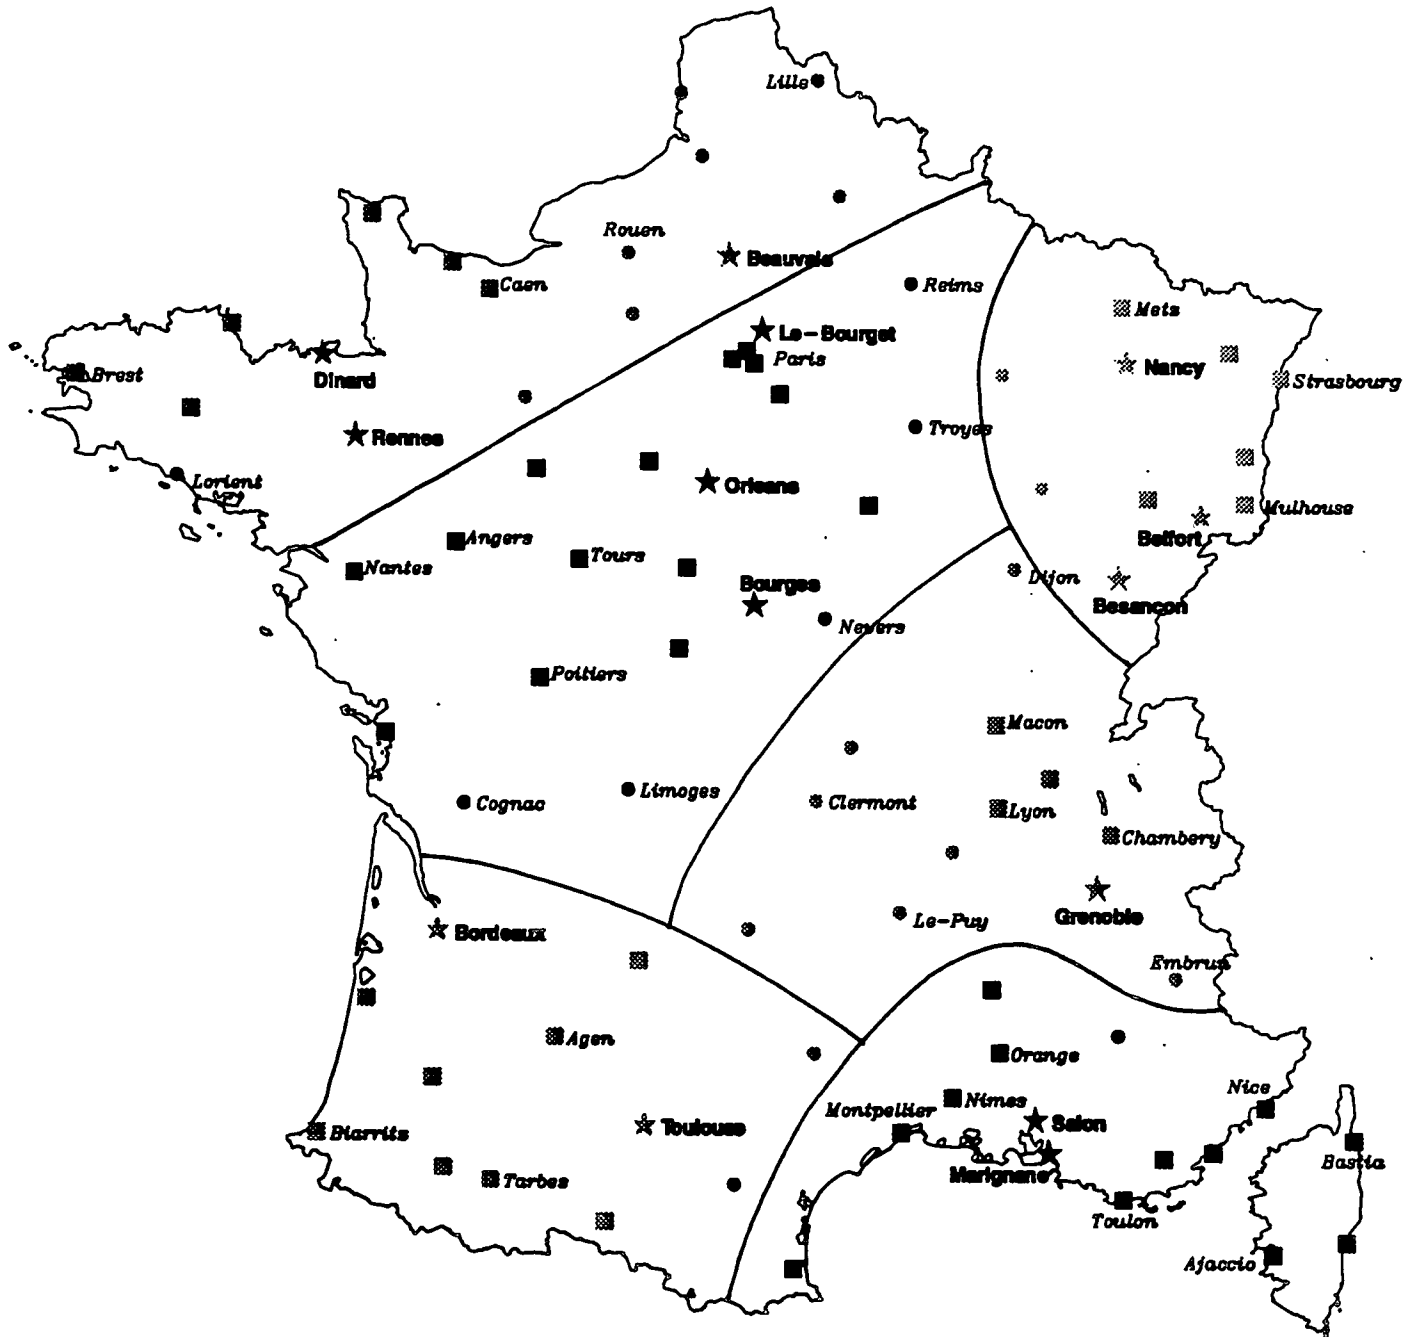 Lille
Rouen
Beauvais
Caen
Reims
Metz
Le-Bourget
Paris
Nancy
Brest
Dinard
Strasbourg
Rennes
Troyes
Lorient
Orleans
Mulhouse
Angers
Belfort
Tours
Nantes
Dijon
Bourges
Besancon
Nevers
Poitiers
Macon
Limoges
Cognac
Clermont
Lyon
Chambery
Le-Puy
Grenoble
Bordeaux
Embrun
Agen
Orange
Nice
Nimes
Montpellier
Salon
Toulouse
Biarritz
Bastia
Marignane
Tarbes
Toulon
Ajaccio